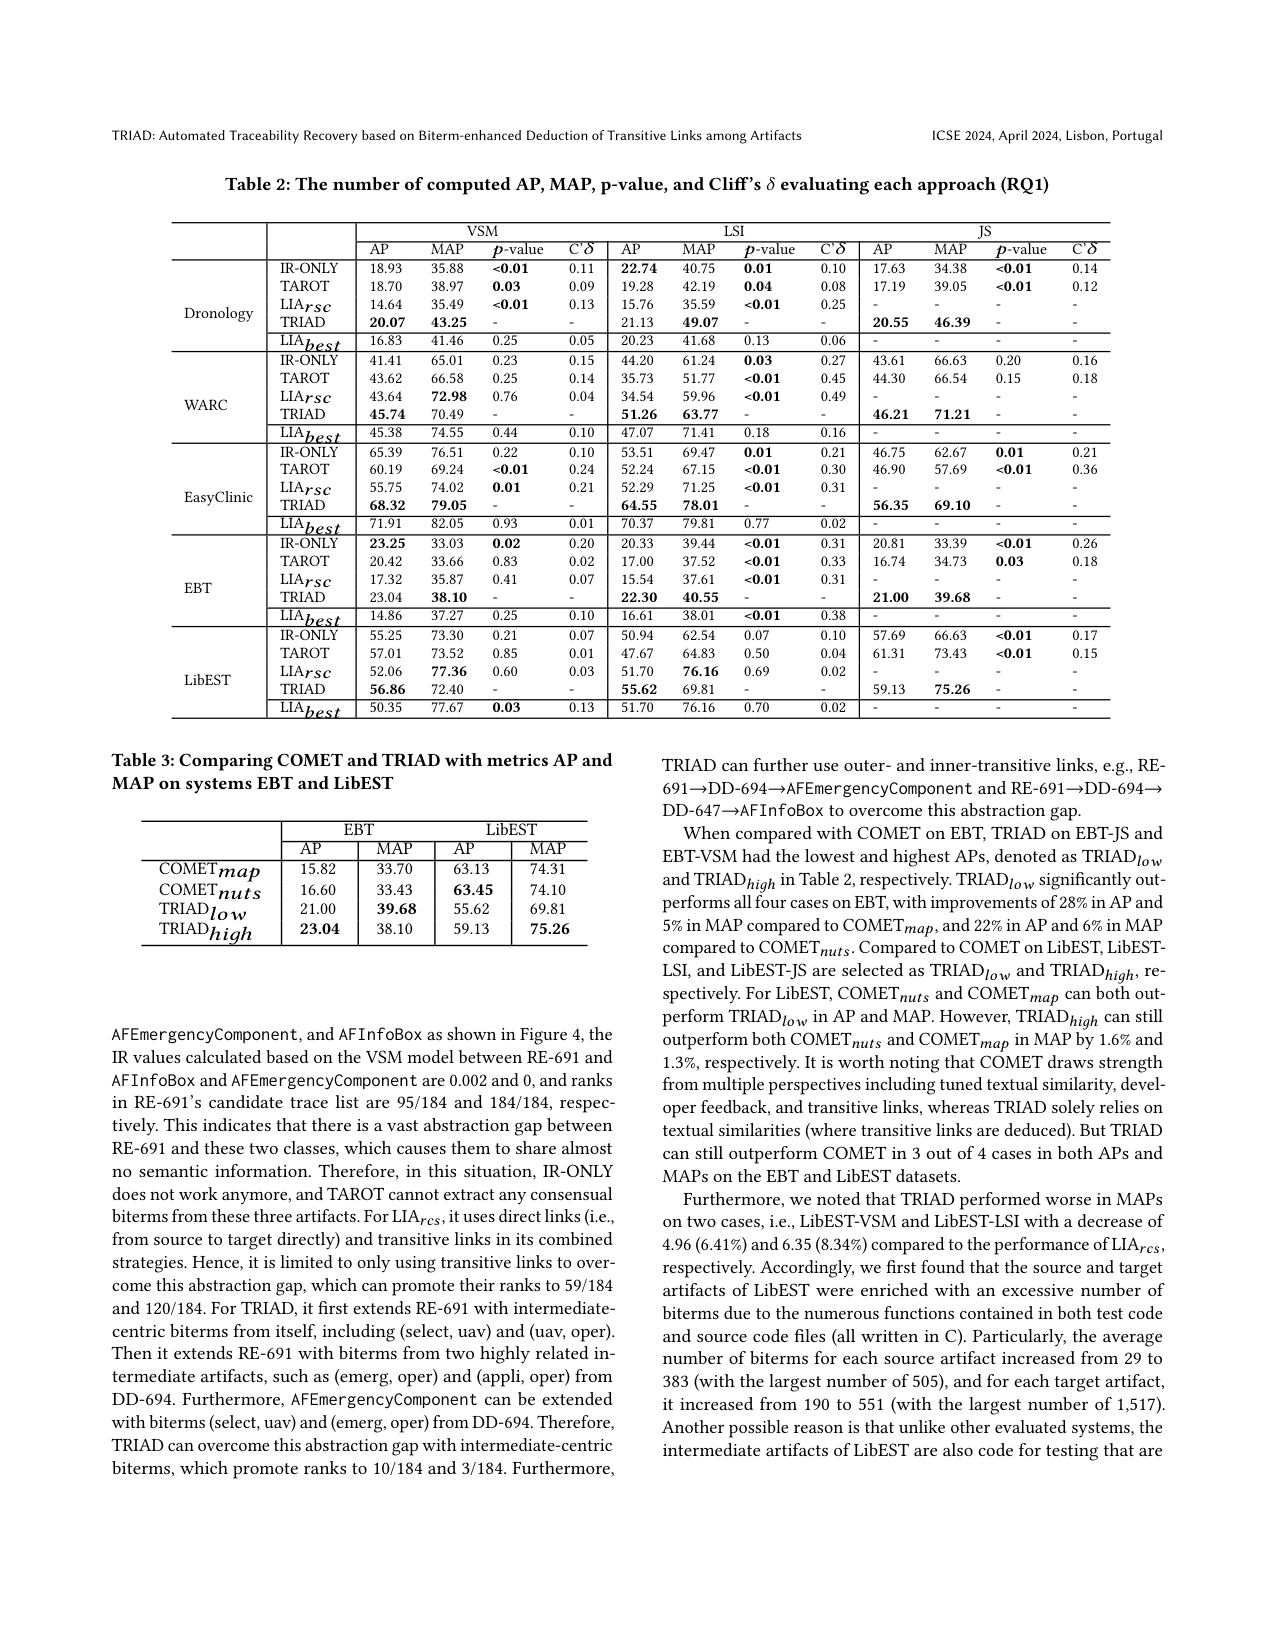 TRIAD: Automated Traceability Recovery based on Biterm-enhanced Deduction of Transitive Links among Artifacts ICSE 2024, April 2024, Lisbon, Portugal
Table 2: The number of computed AP, MAP, p-value, and Cliff's δ evaluating each approach (RQ1)
VSM LSI JS
AP MAP p-value C'δ AP MAP p-value C'δ AP MAP p-value C'δ
Dronology
IR-ONLY 18.93 35.88 <0.01 0.11 22.74 40.75 0.01 0.10 17.63 34.38 <0.01 0.14
TAROT 18.70 38.97 0.03 0.09 19.28 42.19 0.04 0.08 17.19 39.05 <0.01 0.12
LIArsc 14.64 35.49 <0.01 0.13 15.76 35.59 <0.01 0.25 - - - -
TRIAD 20.07 43.25 - - 21.13 49.07 - - 20.55 46.39 - -
LIAbest 16.83 41.46 0.25 0.05 20.23 41.68 0.13 0.06 - - - -
WARC
IR-ONLY 41.41 65.01 0.23 0.15 44.20 61.24 0.03 0.27 43.61 66.63 0.20 0.16
TAROT 43.62 66.58 0.25 0.14 35.73 51.77 <0.01 0.45 44.30 66.54 0.15 0.18
LIArsc 43.64 72.98 0.76 0.04 34.54 59.96 <0.01 0.49 - - - -
TRIAD 45.74 70.49 - - 51.26 63.77 - - 46.21 71.21 - -
LIAbest 45.38 74.55 0.44 0.10 47.07 71.41 0.18 0.16 - - - -
EasyClinic
IR-ONLY 65.39 76.51 0.22 0.10 53.51 69.47 0.01 0.21 46.75 62.67 0.01 0.21
TAROT 60.19 69.24 <0.01 0.24 52.24 67.15 <0.01 0.30 46.90 57.69 <0.01 0.36
LIArsc 55.75 74.02 0.01 0.21 52.29 71.25 <0.01 0.31 - - - -
TRIAD 68.32 79.05 - - 64.55 78.01 - - 56.35 69.10 - -
LIAbest 71.91 82.05 0.93 0.01 70.37 79.81 0.77 0.02 - - - -
EBT
IR-ONLY 23.25 33.03 0.02 0.20 20.33 39.44 <0.01 0.31 20.81 33.39 <0.01 0.26
TAROT 20.42 33.66 0.83 0.02 17.00 37.52 <0.01 0.33 16.74 34.73 0.03 0.18
LIArsc 17.32 35.87 0.41 0.07 15.54 37.61 <0.01 0.31 - - - -
TRIAD 23.04 38.10 - - 22.30 40.55 - - 21.00 39.68 - -
LIAbest 14.86 37.27 0.25 0.10 16.61 38.01 <0.01 0.38 - - - -
LibEST
IR-ONLY 55.25 73.30 0.21 0.07 50.94 62.54 0.07 0.10 57.69 66.63 <0.01 0.17
TAROT 57.01 73.52 0.85 0.01 47.67 64.83 0.50 0.04 61.31 73.43 <0.01 0.15
LIArsc 52.06 77.36 0.60 0.03 51.70 76.16 0.69 0.02 - - - -
TRIAD 56.86 72.40 - - 55.62 69.81 - - 59.13 75.26 - -
LIAbest 50.35 77.67 0.03 0.13 51.70 76.16 0.70 0.02 - - - -
Table 3: Comparing COMET and TRIAD with metrics AP and
MAP on systems EBT and LibEST
EBT LibEST
AP MAP AP MAP
COMETmap 15.82 33.70 63.13 74.31
COMETnuts 16.60 33.43 63.45 74.10
TRIADlow 21.00 39.68 55.62 69.81
TRIADhigh 23.04 38.10 59.13 75.26
AFEmergencyComponent, and AFInfoBox as shown in Figure 4, the
IR values calculated based on the VSM model between RE-691 and
AFInfoBox and AFEmergencyComponent are 0.002 and 0, and ranks
in RE-691's candidate trace list are 95/184 and 184/184, respec-
tively. This indicates that there is a vast abstraction gap between
RE-691 and these two classes, which causes them to share almost
no semantic information. Therefore, in this situation, IR-ONLY
does not work anymore, and TAROT cannot extract any consensual
biterms from these three artifacts. For LIArcs, it uses direct links (i.e.,
from source to target directly) and transitive links in its combined
strategies. Hence, it is limited to only using transitive links to over-
come this abstraction gap, which can promote their ranks to 59/184
and 120/184. For TRIAD, it first extends RE-691 with intermediate-
centric biterms from itself, including (select, uav) and (uav, oper).
Then it extends RE-691 with biterms from two highly related in-
termediate artifacts, such as (emerg, oper) and (appli, oper) from
DD-694. Furthermore, AFEmergencyComponent can be extended
with biterms (select, uav) and (emerg, oper) from DD-694. Therefore,
TRIAD can overcome this abstraction gap with intermediate-centric
biterms, which promote ranks to 10/184 and 3/184. Furthermore,
TRIAD can further use outer- and inner-transitive links, e.g., RE-
691→DD-694→AFEmergencyComponent and RE-691→DD-694→
DD-647→AFInfoBox to overcome this abstraction gap.
When compared with COMET on EBT, TRIAD on EBT-JS and
EBT-VSM had the lowest and highest APs, denoted as TRIADlow
and TRIADhigh in Table 2, respectively. TRIADlow significantly out-
performs all four cases on EBT, with improvements of 28% in AP and
5% in MAP compared to COMETmap, and 22% in AP and 6% in MAP
compared to COMETnuts. Compared to COMET on LibEST, LibEST-
LSI, and LibEST-JS are selected as TRIADlow and TRIADhigh, re-
spectively. For LibEST, COMETnuts and COMETmap can both out-
perform TRIADlow in AP and MAP. However, TRIADhigh can still
outperform both COMETnuts and COMETmap in MAP by 1.6% and
1.3%, respectively. It is worth noting that COMET draws strength
from multiple perspectives including tuned textual similarity, devel-
oper feedback, and transitive links, whereas TRIAD solely relies on
textual similarities (where transitive links are deduced). But TRIAD
can still outperform COMET in 3 out of 4 cases in both APs and
MAPs on the EBT and LibEST datasets.
Furthermore, we noted that TRIAD performed worse in MAPs
on two cases, i.e., LibEST-VSM and LibEST-LSI with a decrease of
4.96 (6.41%) and 6.35 (8.34%) compared to the performance of LIArcs,
respectively. Accordingly, we first found that the source and target
artifacts of LibEST were enriched with an excessive number of
biterms due to the numerous functions contained in both test code
and source code files (all written in C). Particularly, the average
number of biterms for each source artifact increased from 29 to
383 (with the largest number of 505), and for each target artifact,
it increased from 190 to 551 (with the largest number of 1,517).
Another possible reason is that unlike other evaluated systems, the
intermediate artifacts of LibEST are also code for testing that are